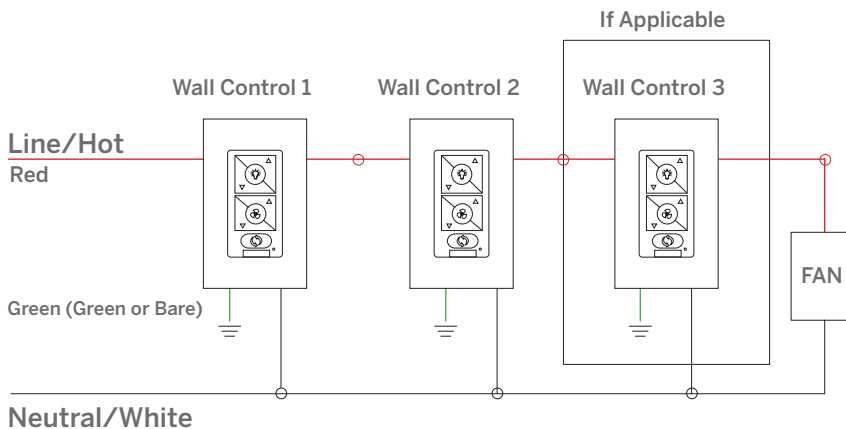 If Applicable
Wall Control 1
Wall Control 2
Wall Control 3
Line/Hot
Red
FAN
Green (Green or Bare)
Neutral/White